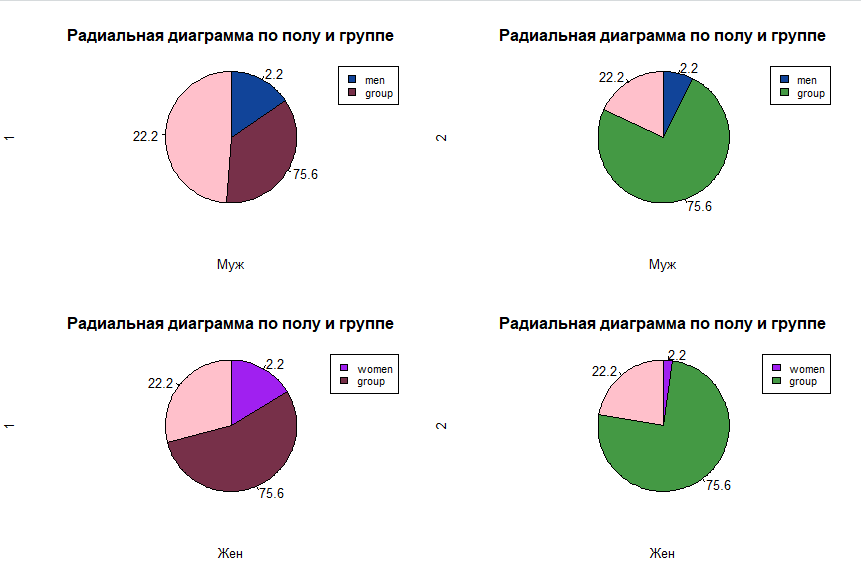 Радиальная диаграмма по полу и группе
2.2
men
group
22.2
75.6
1
Муж
Радиальная диаграмма по полу и группе
2.2
22.2
men
group
75.6
2
Муж
Радиальная диаграмма по полу и группе
2.2
women
group
22.2
75.6
1
Жен
Радиальная диаграмма по полу и группе
2.2
22.2
women
group
75.6
2
Жен